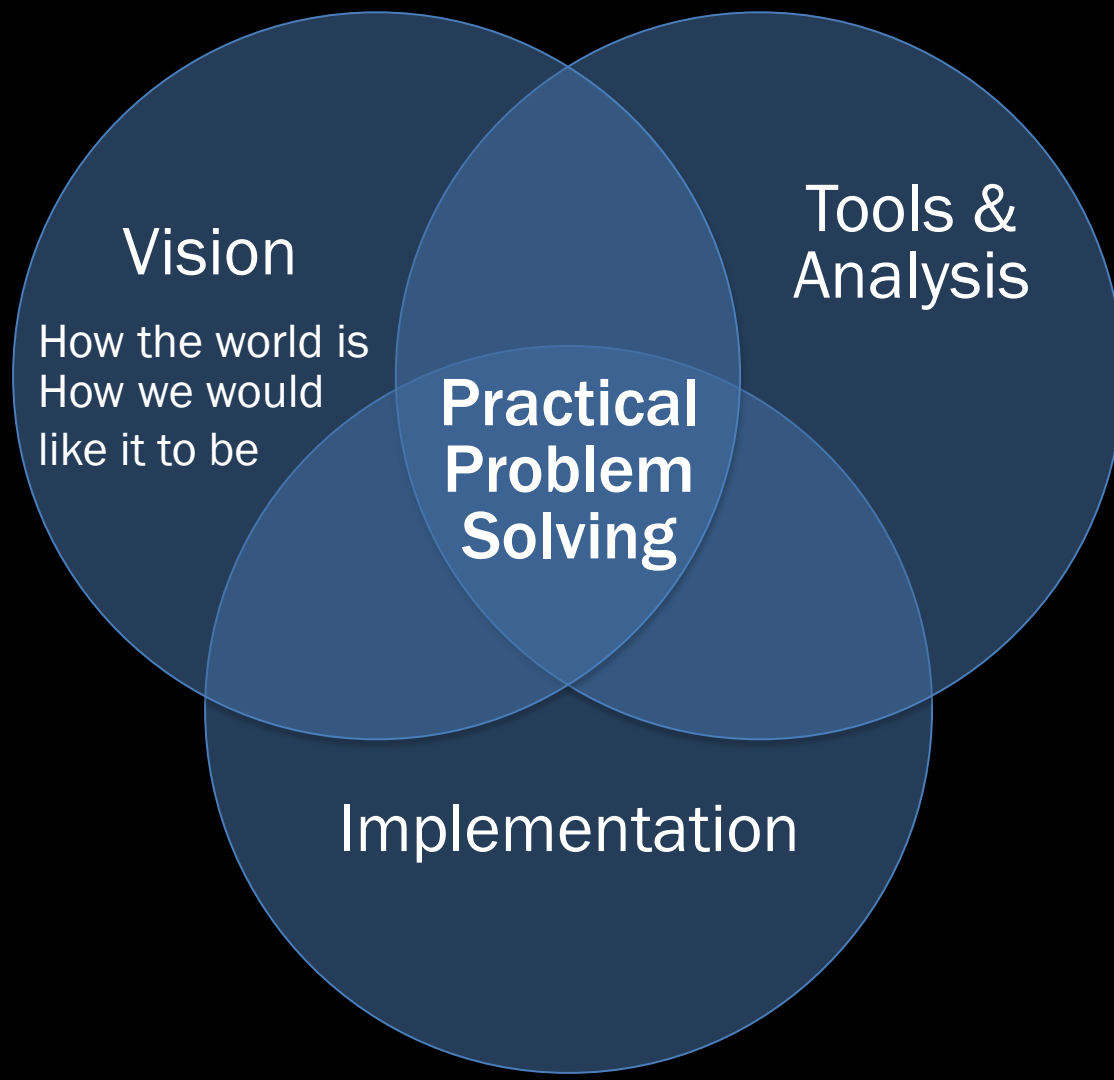 Vision
How the world is
How we would
like it to be
Tools &
Analysis
Practical
Problem
Solving
Implementation